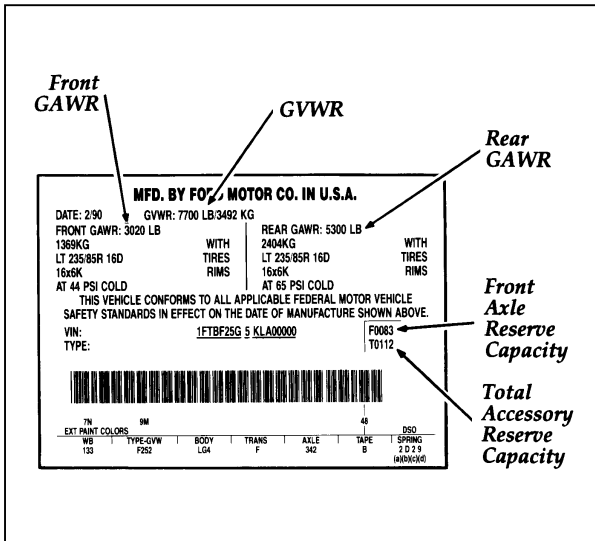 Front
GAWR
GVWR
Rear
GAWR
MFD. BY FORD MOTOR CO. IN U.S.A.
DATE: 2/90 GVWR: 7700 LB/3492 KG
FRONT GAWR: 3020 LB REAR GAWR: 5300 LB
1369KG WITH 2404KG WITH
LT 235/85R 16D TIRES LT 235/85R 16D TIRES
16x6K RIMS 16x6K RIMS
AT 44 PSI COLD AT 65 PSI COLD
THIS VEHICLE CONFORMS TO ALL APPLICABLE FEDERAL MOTOR VEHICLE
SAFETY STANDARDS IN EFFECT ON THE DATE OF MANUFACTURE SHOWN ABOVE.
VIN: 1FTBF25G 5 KLA00000 F0083
TYPE: T0112
Front
Axle
Reserve
Capacity
Total
Accessory
Reserve
Capacity
7N 9M 48
EXT PAINT COLORS DSO
WB TYPE-GVW BODY TRANS AXLE TAPE SPRING
133 F252 LG4 F 342 B 2 D 2 9
(a)(b)(c)(d)